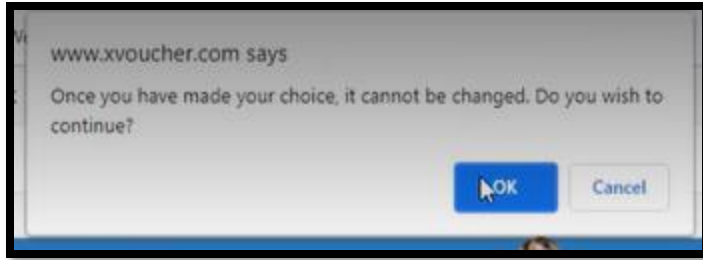 www.xvoucher.com says
Once you have made your choice, it cannot be changed. Do you wish to
continue?
OK Cancel